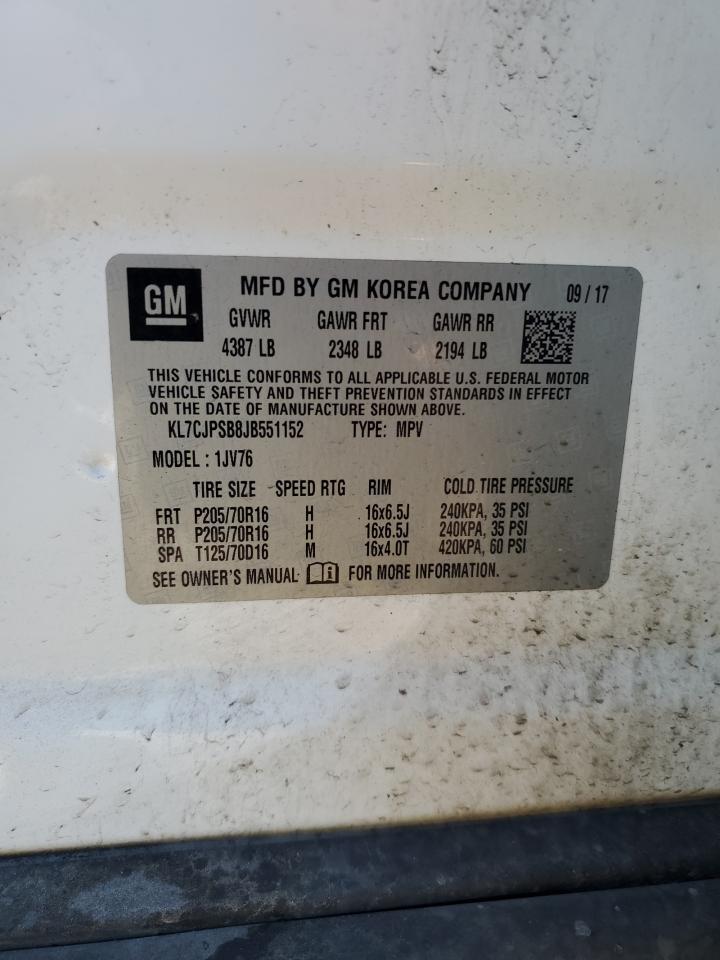 GM MFD BY GM KOREA COMPANY 09/17
GVWR GAWR FRT GAWR RR
4387 LB 2348 LB 2194 LB
THIS VEHICLE CONFORMS TO ALL APPLICABLE U.S. FEDERAL MOTOR
VEHICLE SAFETY AND THEFT PREVENTION STANDARDS IN EFFECT
ON THE DATE OF MANUFACTURE SHOWN ABOVE.
KL7CJPSB8JB551152 TYPE: MPV
MODEL : 1JV76
TIRE SIZE SPEED RTG RIM COLD TIRE PRESSURE
FRT P205/70R16 H 16x6.5J 240KPA, 35 PSI
RR P205/70R16 H 16x6.5J 240KPA, 35 PSI
SPA T125/70D16 M 16x4.0T 420KPA, 60 PSI
SEE OWNER'S MANUAL FOR MORE INFORMATION.